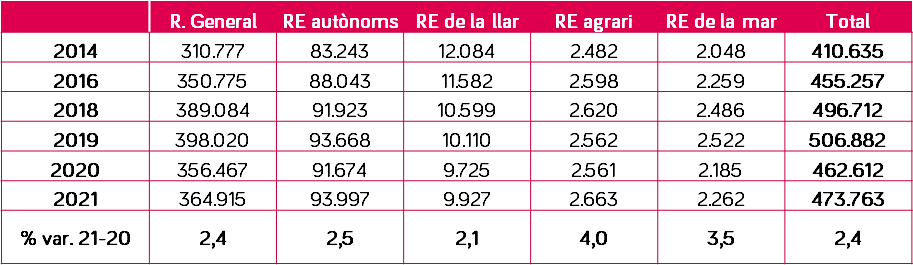 R. General RE autònoms RE de la llar RE agrari RE de la mar Total
2014 310.777 83.243 12.084 2.482 2.048 410.635
2016 350.775 88.043 11.582 2.598 2.259 455.257
2018 389.084 91.923 10.599 2.620 2.486 496.712
2019 398.020 93.668 10.110 2.562 2.522 506.882
2020 356.467 91.674 9.725 2.561 2.185 462.612
2021 364.915 93.997 9.927 2.663 2.262 473.763
% var. 21-20 2,4 2,5 2,1 4,0 3,5 2,4